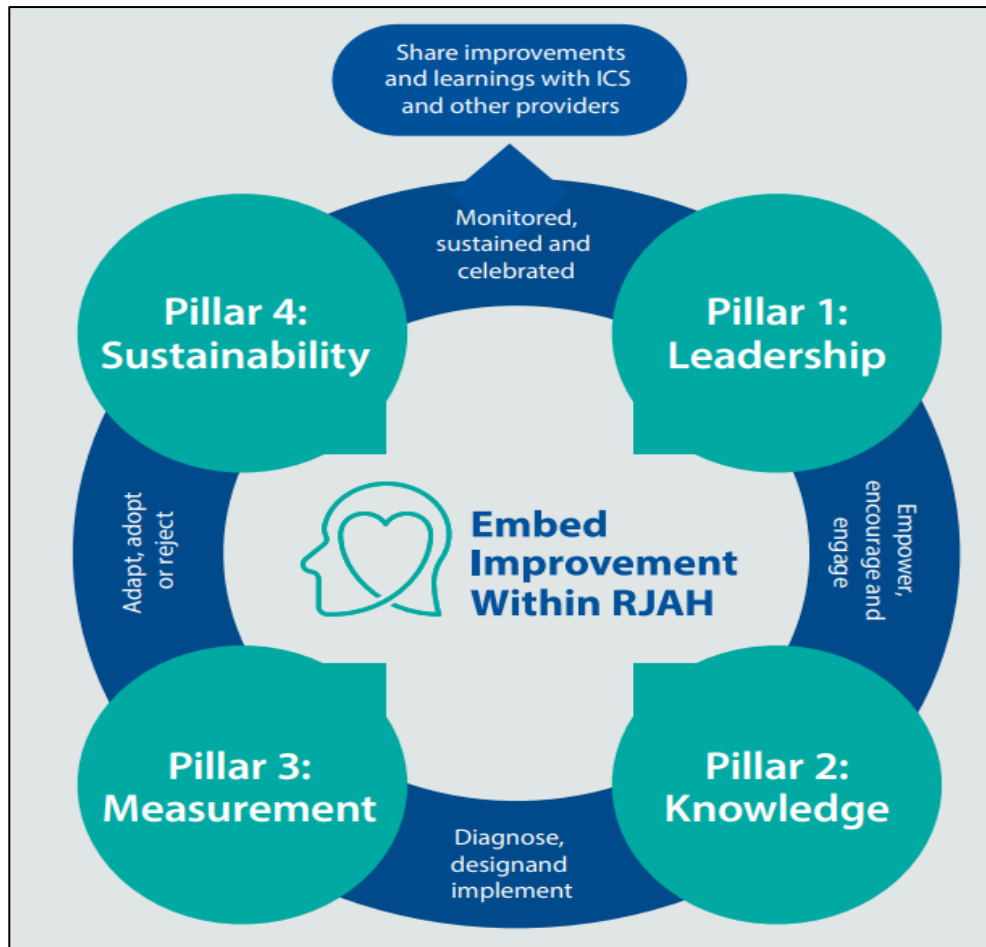 Share improvements
and learnings with ICS
and other providers
Monitored,
sustained and
celebrated
Pillar 4:
Sustainability
Pillar 1:
Leadership
Adapt, adopt
or reject
Embed
Improvement
Within RJAH
Empower,
encourage and
engage
Pillar 3:
Measurement
Pillar 2:
Knowledge
Diagnose,
designand
implement